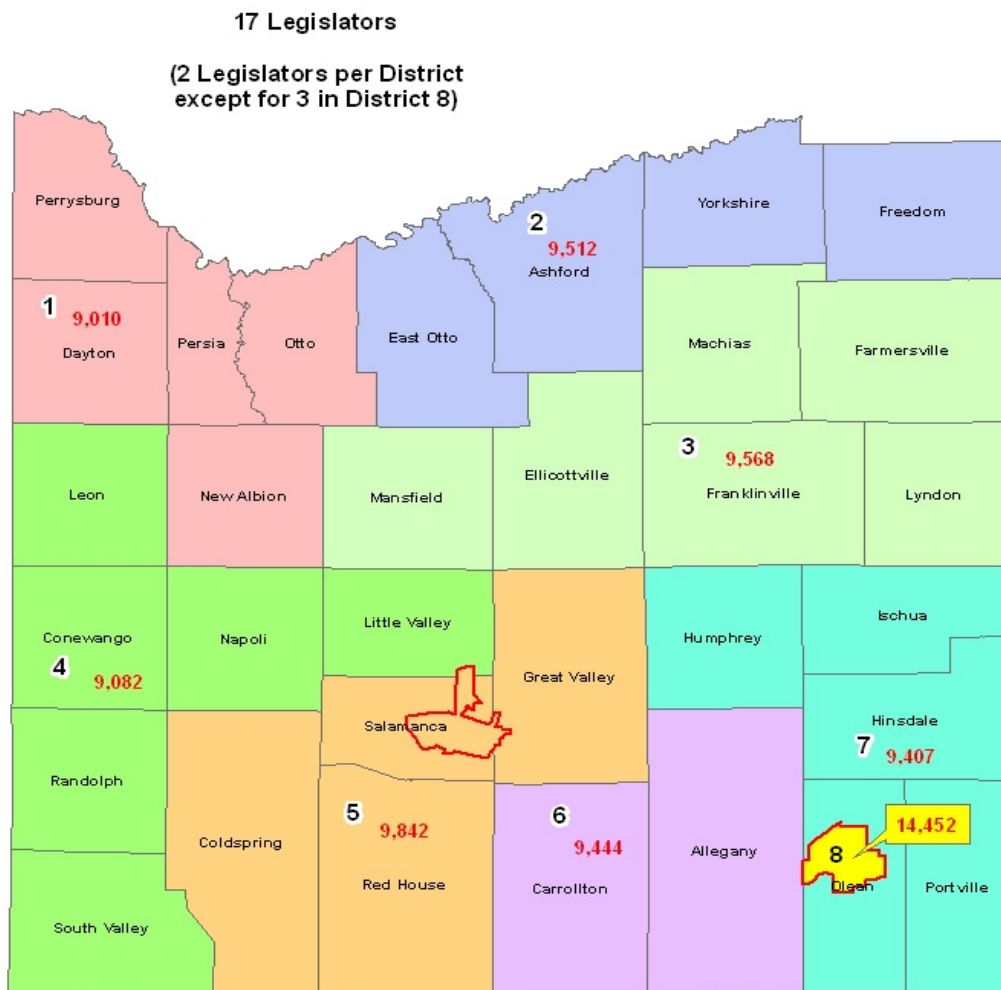 17 Legislators
(2 Legislators per District
except for 3 in District 8)
Perrysburg
Yorkshire
Freedom
2
9,512
Ashford
1
9,010
Dayton
Persia
Otto
East Otto
Machias
Farmersville
3
9,568
Leon
New Albion
Mansfield
Ellicottville
Franklinville
Lyndon
Conewango
4
9,082
Napoli
Little Valley
Great Valley
Humphrey
Ischua
Salamanca
Hinsdale
7
9,407
Randolph
Coldspring
5
9,842
Red House
6
9,444
Carrollton
Allegany
14,452
8
Olean
Portville
South Valley